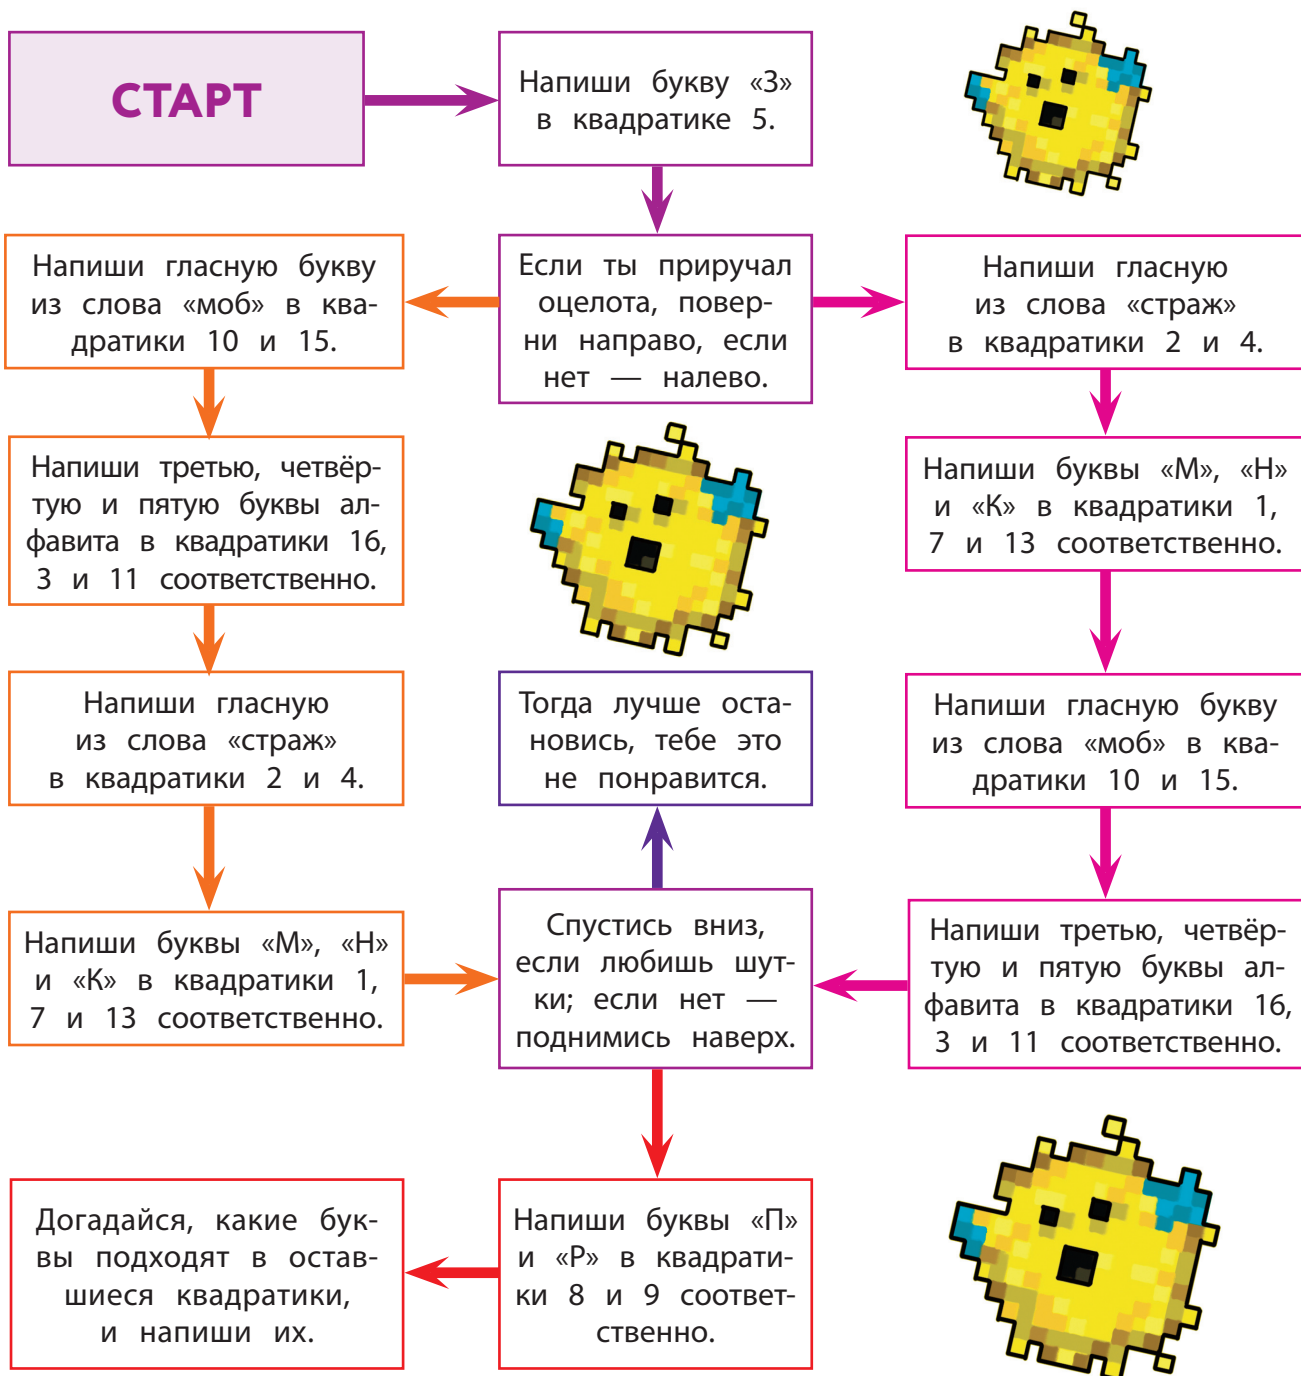 СТАРТ
Напиши букву «З»
в квадратике 5.
Напиши гласную букву
из слова «моб» в ква-
дратики 10 и 15.
Если ты приручал
оцелота, повер-
ни направо, если
нет — налево.
Напиши гласную
из слова «страж»
в квадратики 2 и 4.
Напиши третью, четвёр-
тую и пятую буквы ал-
фавита в квадратики 16,
3 и 11 соответственно.
Напиши буквы «М», «Н»
и «К» в квадратики 1,
7 и 13 соответственно.
Напиши гласную
из слова «страж»
в квадратики 2 и 4.
Тогда лучше оста-
новись, тебе это
не понравится.
Напиши гласную букву
из слова «моб» в ква-
дратики 10 и 15.
Напиши буквы «М», «Н»
и «К» в квадратики 1,
7 и 13 соответственно.
Спустись вниз,
если любишь шут-
ки; если нет —
поднимись наверх.
Напиши третью, четвёр-
тую и пятую буквы ал-
фавита в квадратики 16,
3 и 11 соответственно.
Догадайся, какие бук-
вы подходят в остав-
шиеся квадратики,
и напиши их.
Напиши буквы «П»
и «Р» в квадрати-
ки 8 и 9 соответ-
ственно.